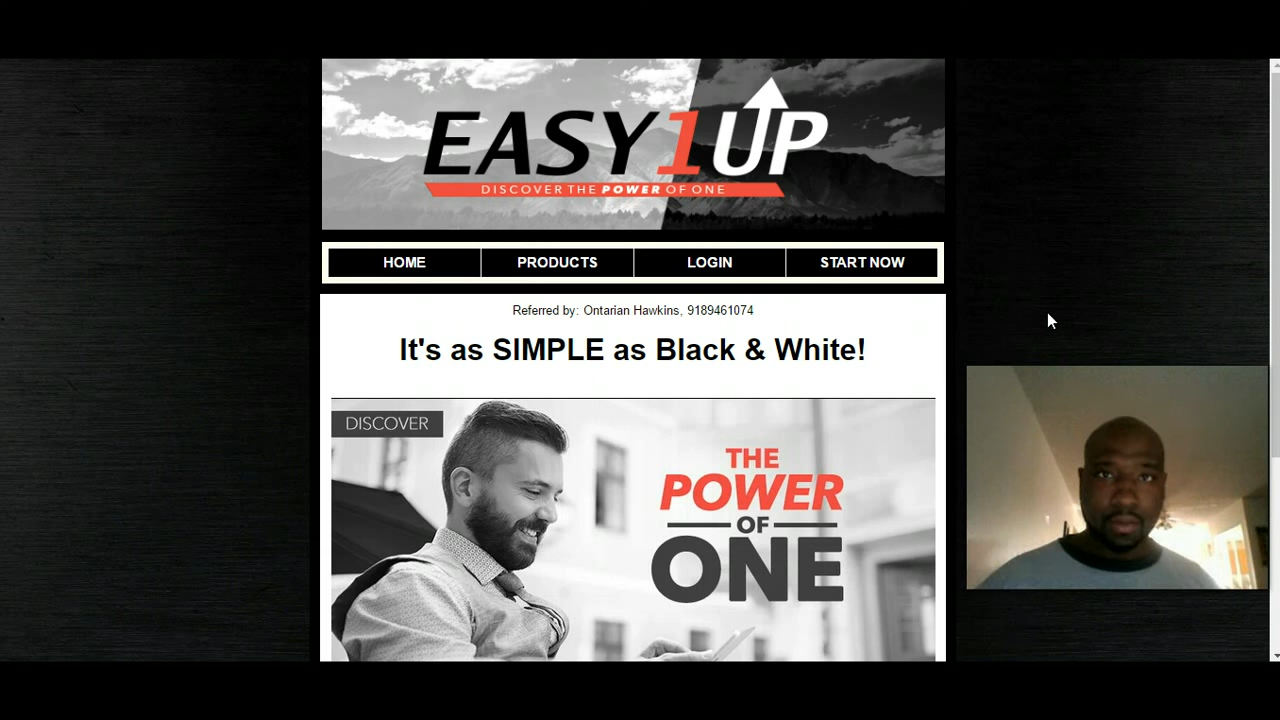 EASY1UP
DISCOVER THE POWER OF ONE
HOME PRODUCTS LOGIN START NOW
Referred by: Ontarian Hawkins, 9189461074
It's as SIMPLE as Black & White!
DISCOVER
THE
POWER
OF
ONE